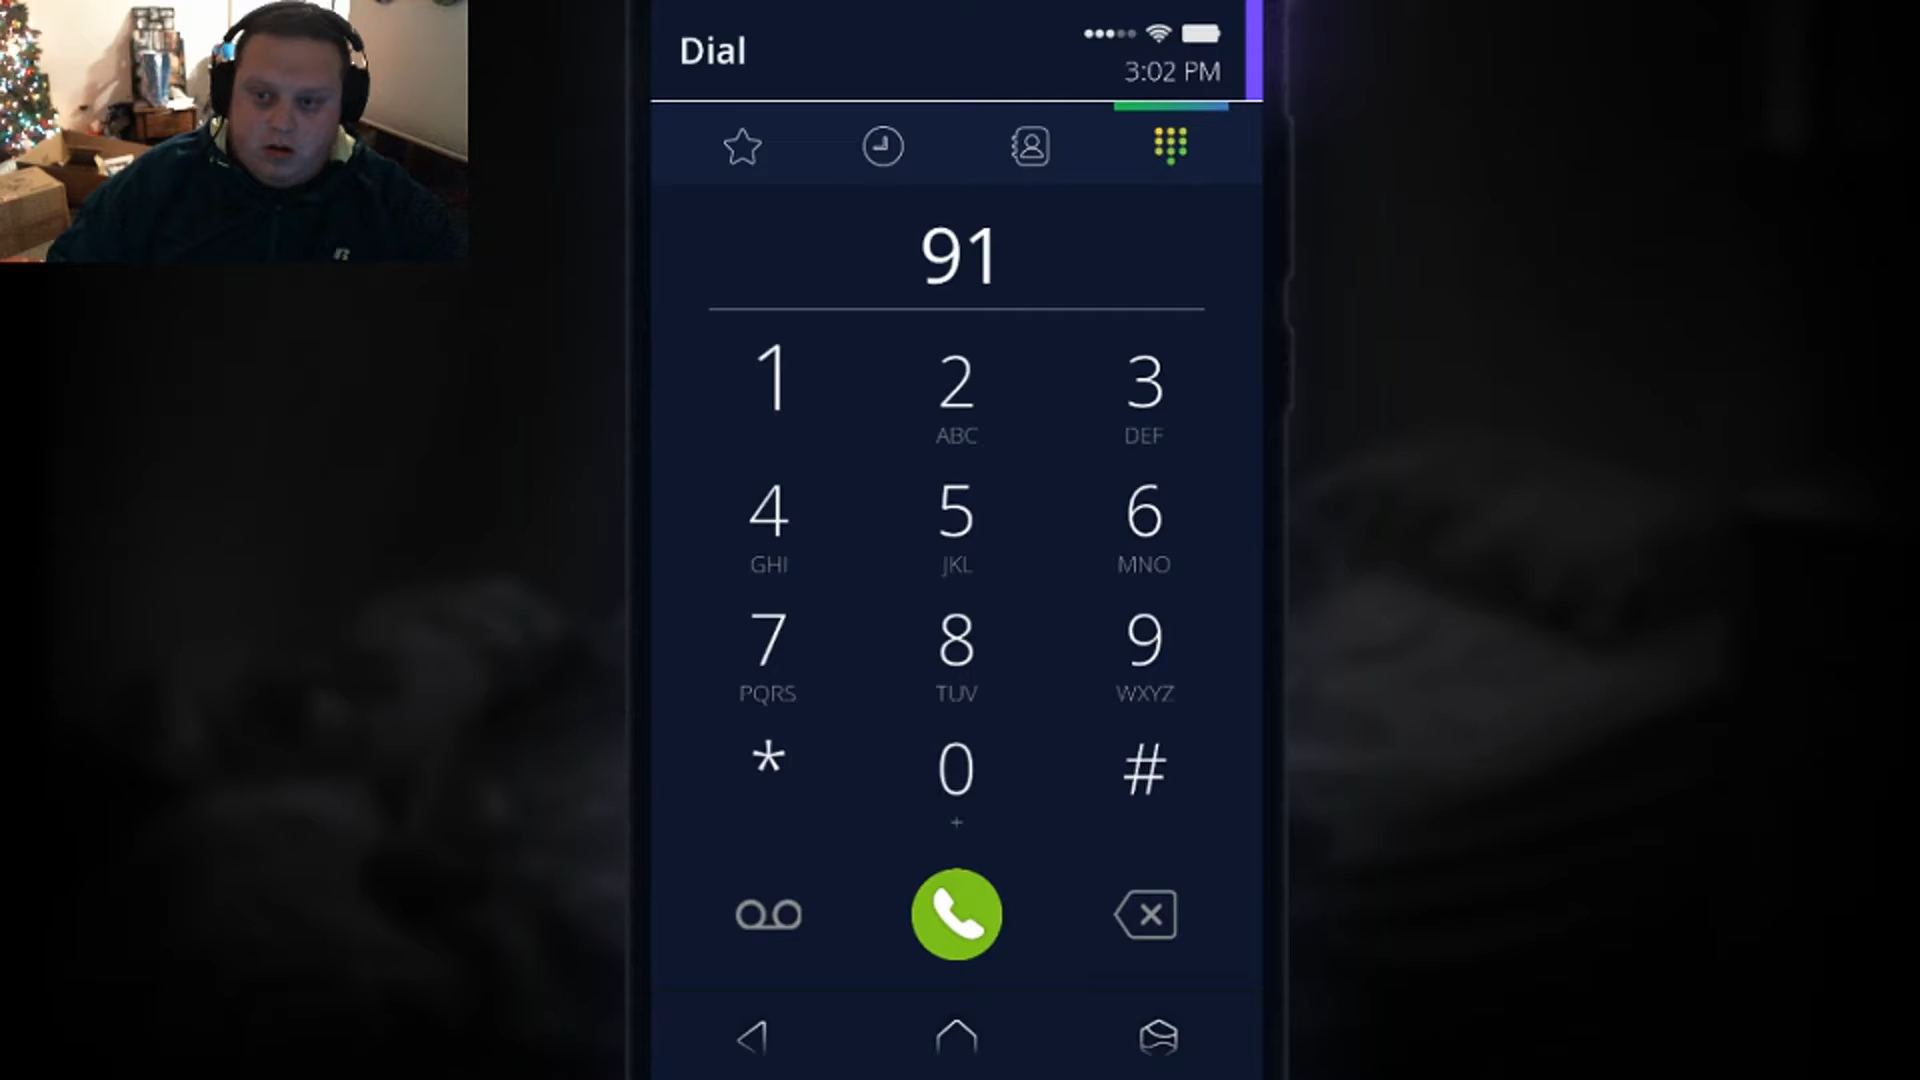 Dial
3:02 PM
91
1 2 3
ABC DEF
4 5 6
GHI JKL MNO
7 8 9
PQRS TUV WXYZ
* 0 #
+
R